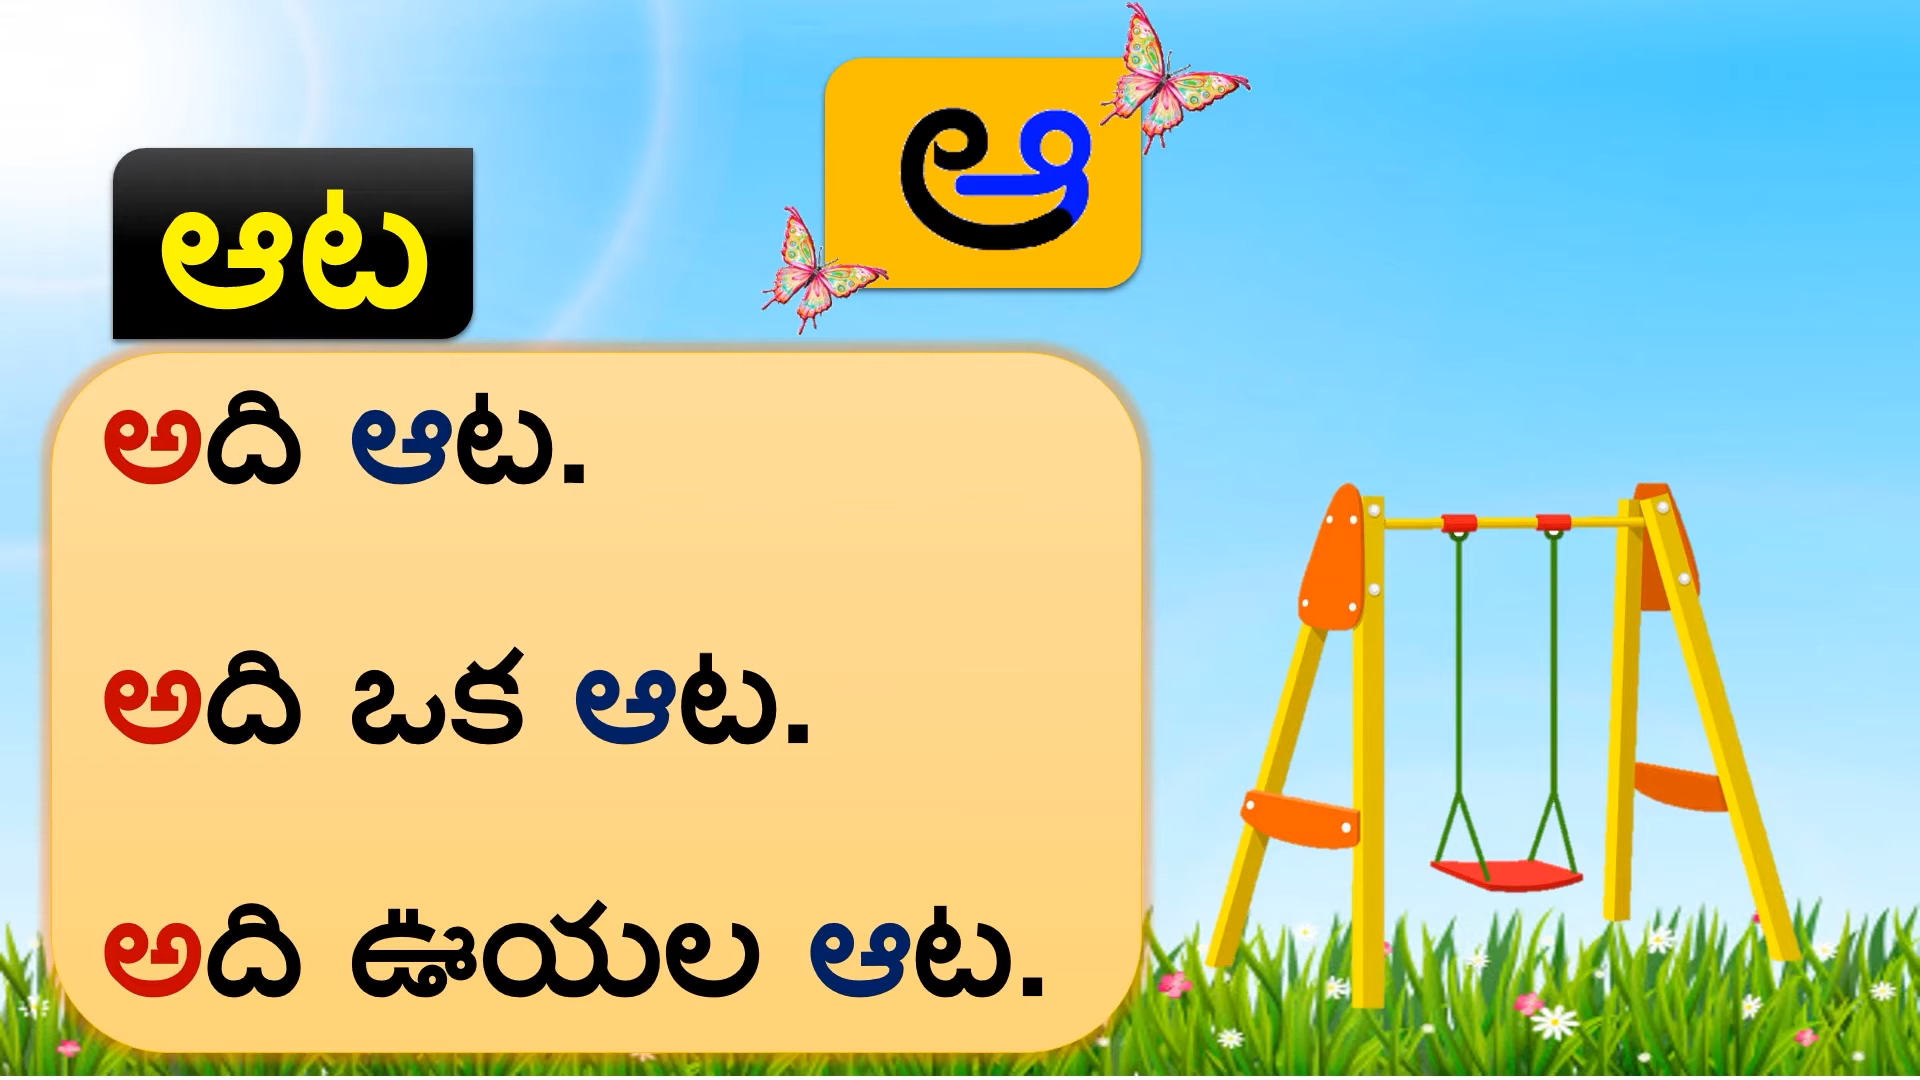 ఆ
ఆట
అది ఆట.
అది ఒక ఆట.
అది ఊయల ఆట.